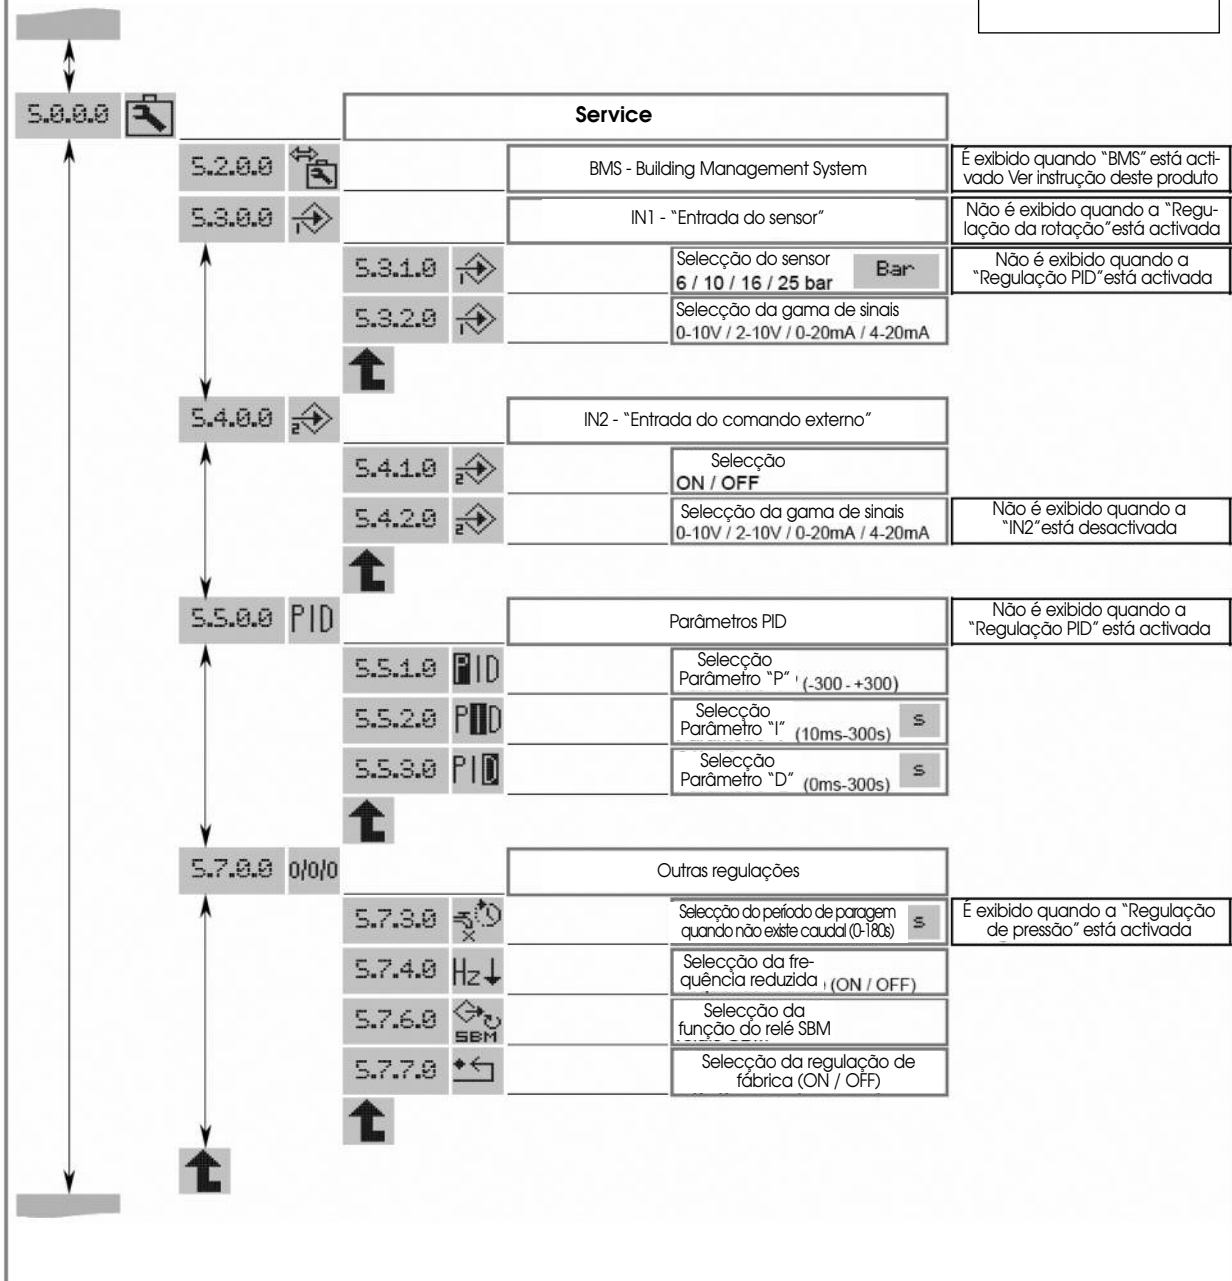 5.0.0.0
Service
5.2.0.0
BMS - Building Management System
É exibido quando “BMS” está acti-
vado Ver instrução deste produto
5.3.0.0
1
IN1 - “Entrada do sensor”
Não é exibido quando a “Regu-
lação da rotação”está activada
5.3.1.0
1
Selecção do sensor
6 / 10 / 16 / 25 bar
Bar
Não é exibido quando a
“Regulação PID”está activada
5.3.2.0
1
Selecção da gama de sinais
0-10V / 2-10V / 0-20mA / 4-20mA
5.4.0.0
2
IN2 - “Entrada do comando externo”
5.4.1.0
2
Selecção
ON / OFF
5.4.2.0
2
Selecção da gama de sinais
0-10V / 2-10V / 0-20mA / 4-20mA
Não é exibido quando a
“IN2”está desactivada
5.5.0.0 PID
Parâmetros PID
Não é exibido quando a
“Regulação PID” está activada
5.5.1.0 PID
Selecção
Parâmetro “P” (-300 - +300)
5.5.2.0 PID
Selecção
Parâmetro “I” (10ms-300s)
s
5.5.3.0 PID
Selecção
Parâmetro “D” (0ms-300s)
s
5.7.0.0 0/0/0
Outras regulações
5.7.3.0
x
Selecção do período de paragem
quando não existe caudal (0-180s)
s
É exibido quando a “Regulação
de pressão” está activada
5.7.4.0 Hz
Selecção da fre-
quência reduzida (ON / OFF)
5.7.6.0
SBM
Selecção da
função do relé SBM
5.7.7.0
Selecção da regulação de
fábrica (ON / OFF)